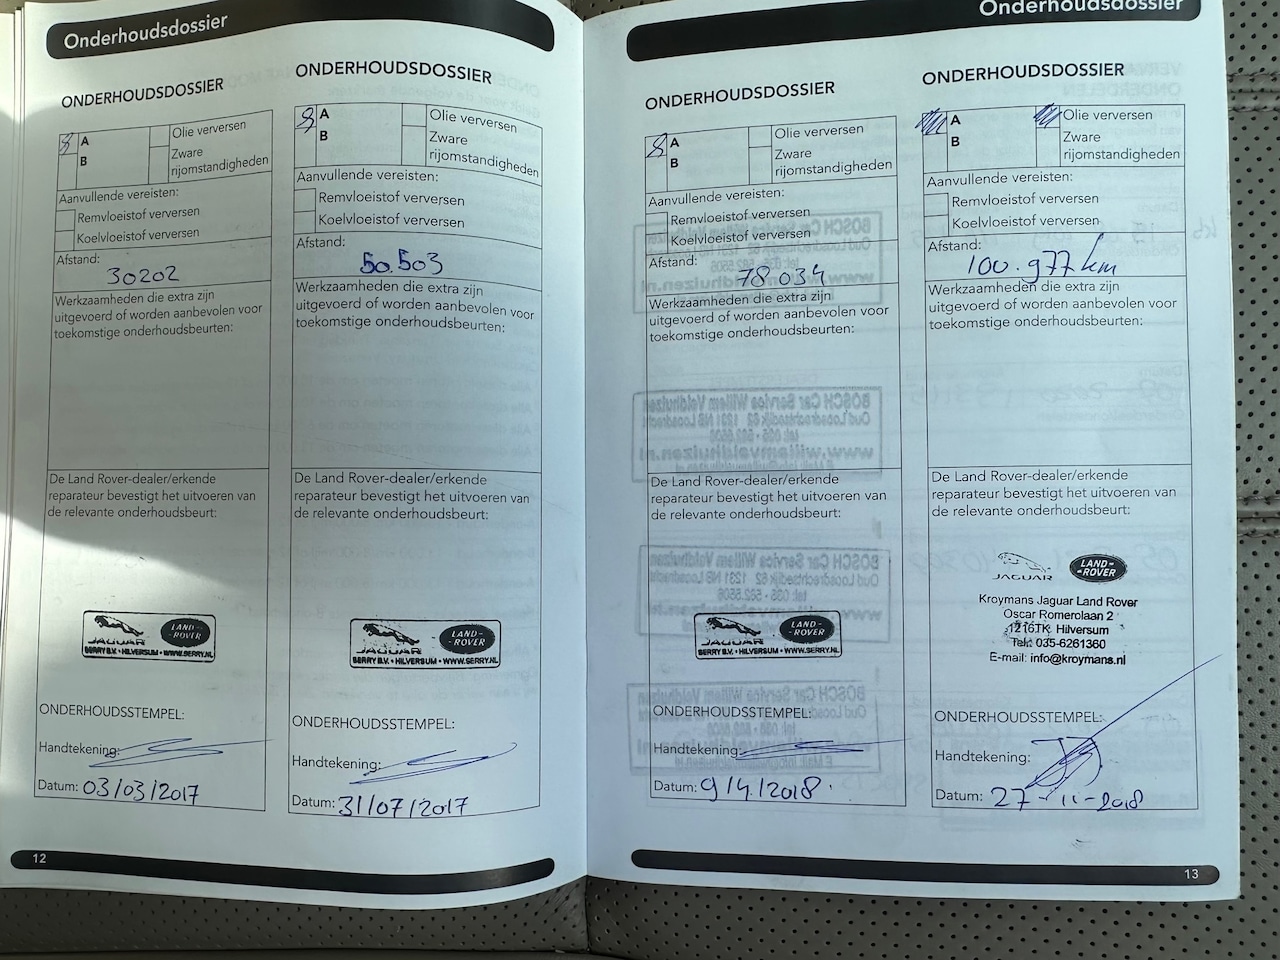 Onderhoudsdossier
ONDERHOUDSDOSSIER
A
B
Olie verversen
Zware
rijomstandigheden
Aanvullende vereisten:
Remvloeistof verversen
Koelvloeistof verversen
Afstand:
30202
Werkzaamheden die extra zijn
uitgevoerd of worden aanbevolen voor
toekomstige onderhoudsbeurten:
De Land Rover-dealer/erkende
reparateur bevestigt het uitvoeren van
de relevante onderhoudsbeurt:
JAGUAR
LAND-
ROVER
SERRY B.V. • HILVERSUM • WWW.SERRY.NL
ONDERHOUDSSTEMPEL:
Handtekening:
Datum: 03/03/2017
12
ONDERHOUDSDOSSIER
A
B
Olie verversen
Zware
rijomstandigheden
Aanvullende vereisten:
Remvloeistof verversen
Koelvloeistof verversen
Afstand:
50.503
Werkzaamheden die extra zijn
uitgevoerd of worden aanbevolen voor
toekomstige onderhoudsbeurten:
De Land Rover-dealer/erkende
reparateur bevestigt het uitvoeren van
de relevante onderhoudsbeurt:
JAGUAR
LAND-
ROVER
SERRY B.V. • HILVERSUM • WWW.SERRY.NL
ONDERHOUDSSTEMPEL:
Handtekening:
Datum: 31/07/2017
Onderhoudsdossier
ONDERHOUDSDOSSIER
A
B
Olie verversen
Zware
rijomstandigheden
Aanvullende vereisten:
Remvloeistof verversen
Koelvloeistof verversen
Afstand:
78034
Werkzaamheden die extra zijn
uitgevoerd of worden aanbevolen voor
toekomstige onderhoudsbeurten:
De Land Rover-dealer/erkende
reparateur bevestigt het uitvoeren van
de relevante onderhoudsbeurt:
JAGUAR
LAND-
ROVER
SERRY B.V. • HILVERSUM • WWW.SERRY.NL
ONDERHOUDSSTEMPEL:
Handtekening:
Datum: 9/4/2018.
ONDERHOUDSDOSSIER
A
B
Olie verversen
Zware
rijomstandigheden
Aanvullende vereisten:
Remvloeistof verversen
Koelvloeistof verversen
Afstand:
100.977 km
Werkzaamheden die extra zijn
uitgevoerd of worden aanbevolen voor
toekomstige onderhoudsbeurten:
De Land Rover-dealer/erkende
reparateur bevestigt het uitvoeren van
de relevante onderhoudsbeurt:
JAGUAR
LAND-
ROVER
Kroymans Jaguar Land Rover
Oscar Romerolaan 2
1216TK Hilversum
Tel.: 035-6261360
E-mail: info@kroymans.nl
ONDERHOUDSSTEMPEL:
Handtekening:
Datum: 27-11-2018
13